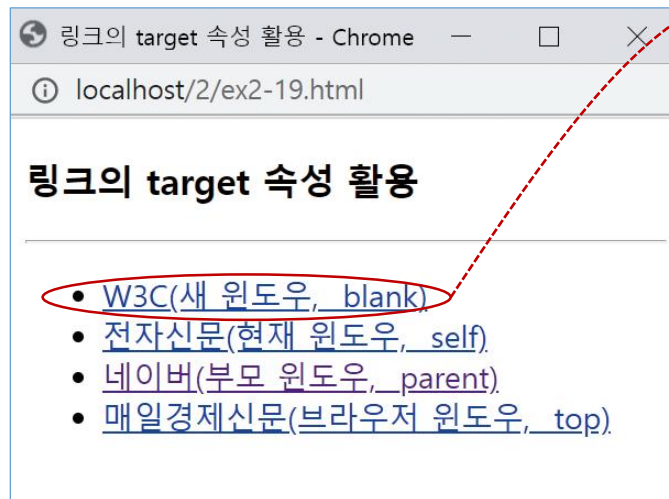 링크의 target 속성 활용 - Chrome
localhost/2/ex2-19.html
링크의 target 속성 활용
W3C(새 윈도우, _blank)
전자신문(현재 윈도우, _self)
네이버(부모 윈도우, _parent)
매일경제신문(브라우저 윈도우, _top)